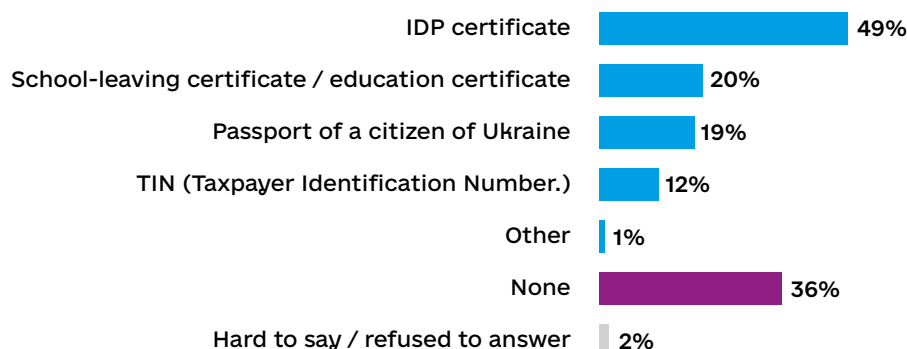 IDP certificate 49%
School-leaving certificate / education certificate 20%
Passport of a citizen of Ukraine 19%
TIN (Taxpayer Identification Number.) 12%
Other 1%
None 36%
Hard to say / refused to answer 2%